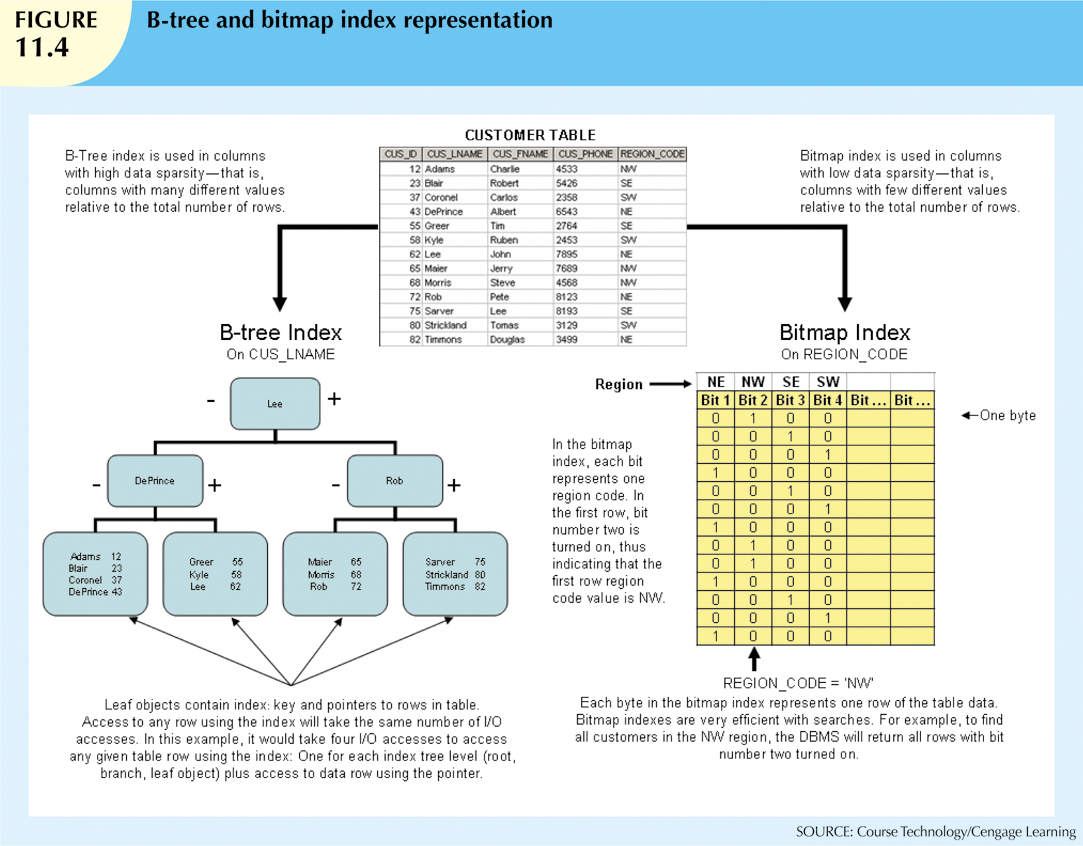 FIGURE
11.4
B-tree and bitmap index representation
B-Tree index is used in columns
with high data sparsity—that is,
columns with many different values
relative to the total number of rows.
CUSTOMER TABLE
CUS_ID CUS_LNAME CUS_FNAME CUS_PHONE REGION_CODE
12 Adams Charlie 4533 NW
23 Blair Robert 5426 SE
37 Coronel Carlos 2358 SW
43 DePrince Albert 6543 NE
55 Greer Tim 2764 SE
58 Kyle Ruben 2453 SW
62 Lee John 7895 NE
65 Maier Jerry 7689 NW
68 Morris Steve 4568 NW
72 Rob Pete 8123 NE
75 Sarver Lee 8193 SE
80 Strickland Tomas 3129 SW
82 Timmons Douglas 3499 NE
Bitmap index is used in columns
with low data sparsity—that is,
columns with few different values
relative to the total number of rows.
B-tree Index
On CUS_LNAME
- Lee +
- DePrince +
- Rob +
Adams 12
Blair 23
Coronel 37
DePrince 43
Greer 55
Kyle 58
Lee 62
Maier 65
Morris 68
Rob 72
Sarver 75
Strickland 80
Timmons 82
Leaf objects contain index: key and pointers to rows in table.
Access to any row using the index will take the same number of I/O
accesses. In this example, it would take four I/O accesses to access
any given table row using the index: One for each index tree level (root,
branch, leaf object) plus access to data row using the pointer.
Bitmap Index
On REGION_CODE
Region
NE NW SE SW
Bit 1 Bit 2 Bit 3 Bit 4 Bit... Bit...
0 1 0 0
0 0 1 0
0 0 0 1
1 0 0 0
0 0 1 0
0 0 0 1
1 0 0 0
0 1 0 0
0 1 0 0
1 0 0 0
0 0 1 0
0 0 0 1
1 0 0 0
One byte
In the bitmap
index, each bit
represents one
region code. In
the first row, bit
number two is
turned on, thus
indicating that the
first row region
code value is NW.
REGION_CODE = 'NW'
Each byte in the bitmap index represents one row of the table data.
Bitmap indexes are very efficient with searches. For example, to find
all customers in the NW region, the DBMS will return all rows with bit
number two turned on.
SOURCE: Course Technology/Cengage Learning